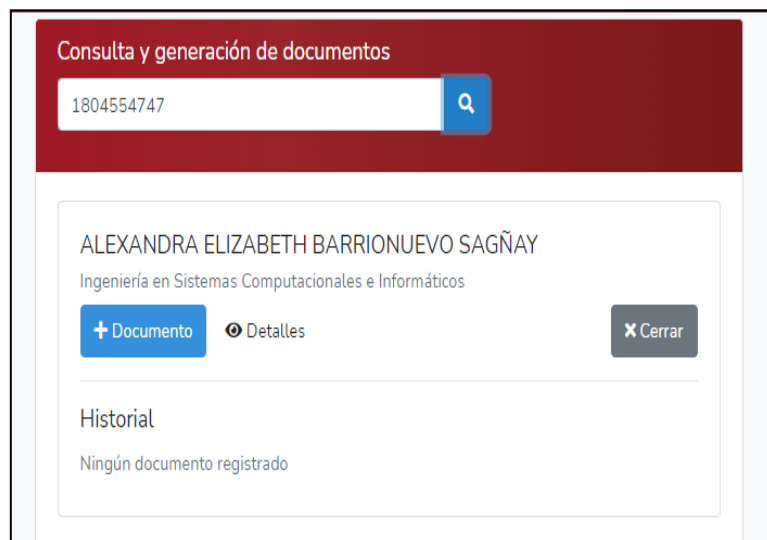 Consulta y generación de documentos
1804554747
ALEXANDRA ELIZABETH BARRIONUEVO SAGÑAY
Ingeniería en Sistemas Computacionales e Informáticos
Documento
Detalles
Cerrar
Historial
Ningún documento registrado